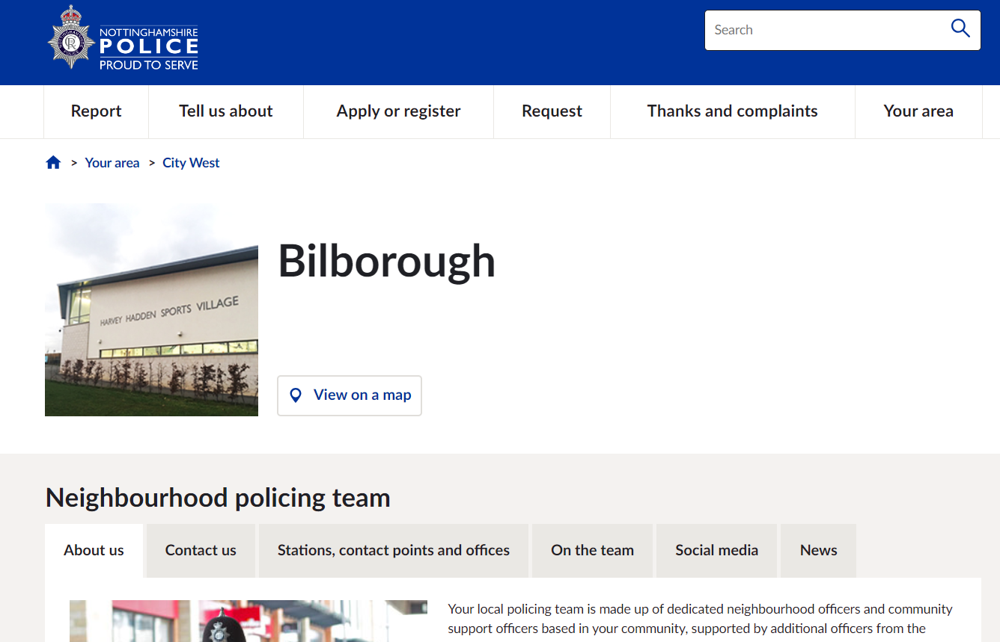 NOTTINGHAMSHIRE
POLICE
PROUD TO SERVE
Search
Report
Tell us about
Apply or register
Request
Thanks and complaints
Your area
> Your area > City West
HARVEY HADDEN SPORTS VILLAGE
Bilborough
View on a map
Neighbourhood policing team
About us
Contact us
Stations, contact points and offices
On the team
Social media
News
Your local policing team is made up of dedicated neighbourhood officers and community
support officers based in your community, supported by additional officers from the